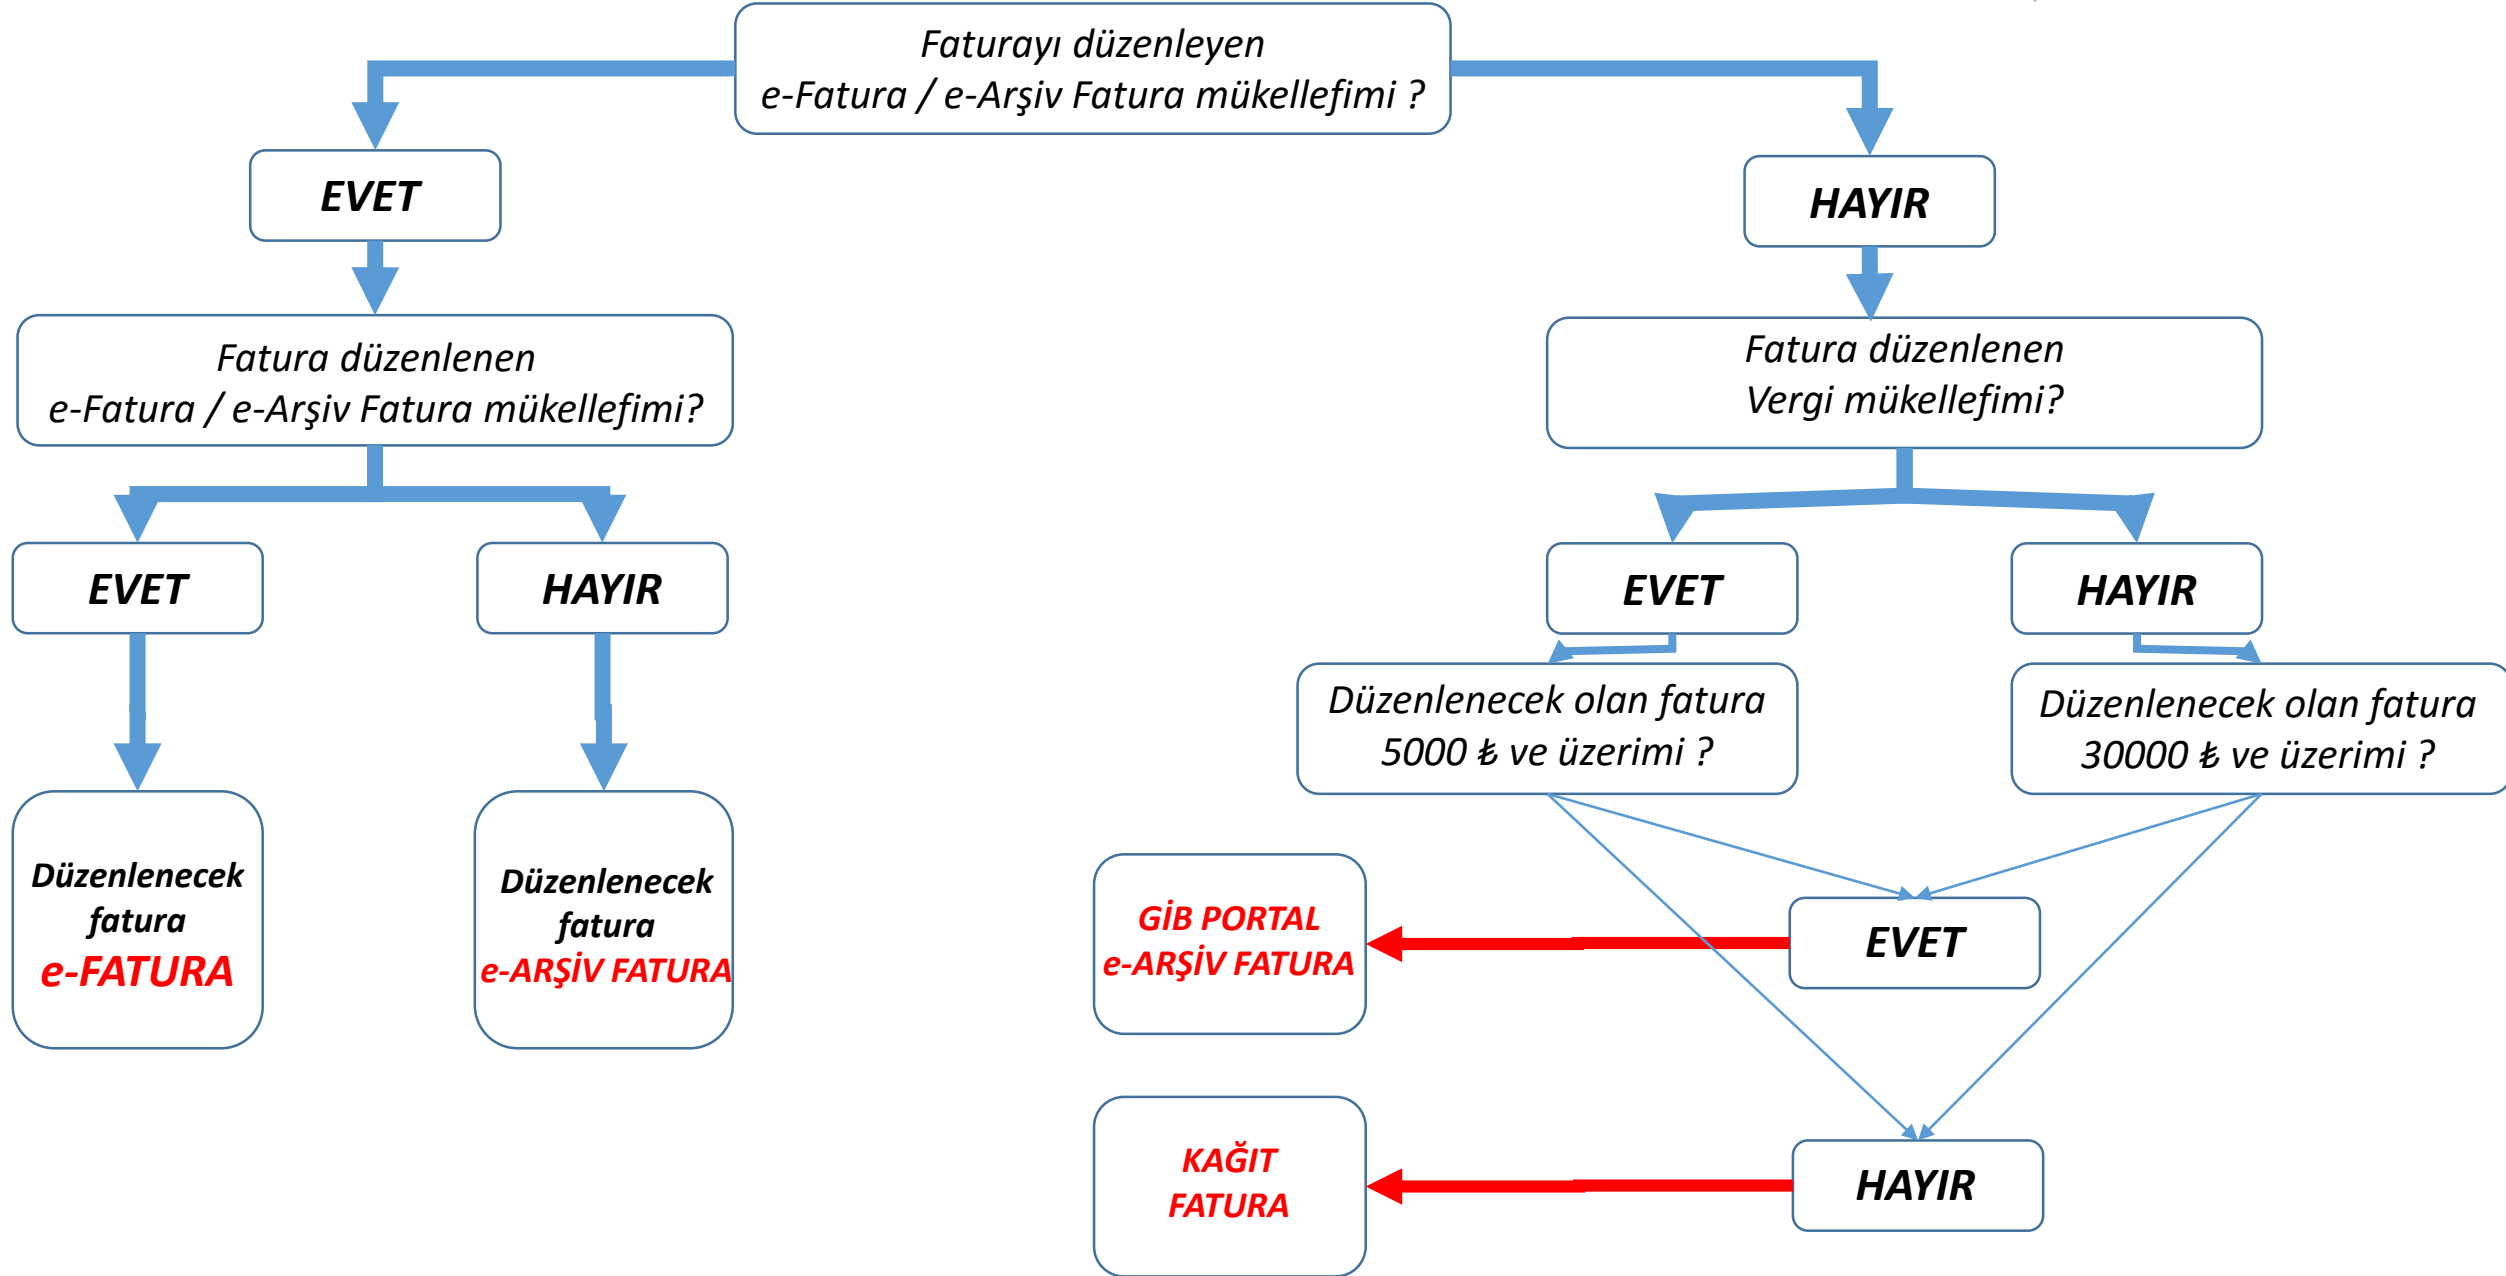 Faturayı düzenleyen
e-Fatura / e-Arşiv Fatura mükellefimi ?
EVET
HAYIR
Fatura düzenlenen
e-Fatura / e-Arşiv Fatura mükellefimi?
Fatura düzenlenen
Vergi mükellefimi?
EVET
HAYIR
EVET
HAYIR
Düzenlenecek olan fatura
5000 ₺ ve üzerimi ?
Düzenlenecek olan fatura
30000 ₺ ve üzerimi ?
Düzenlenecek
fatura
e-FATURA
Düzenlenecek
fatura
e-ARŞİV FATURA
GİB PORTAL
e-ARŞİV FATURA
EVET
KAĞIT
FATURA
HAYIR